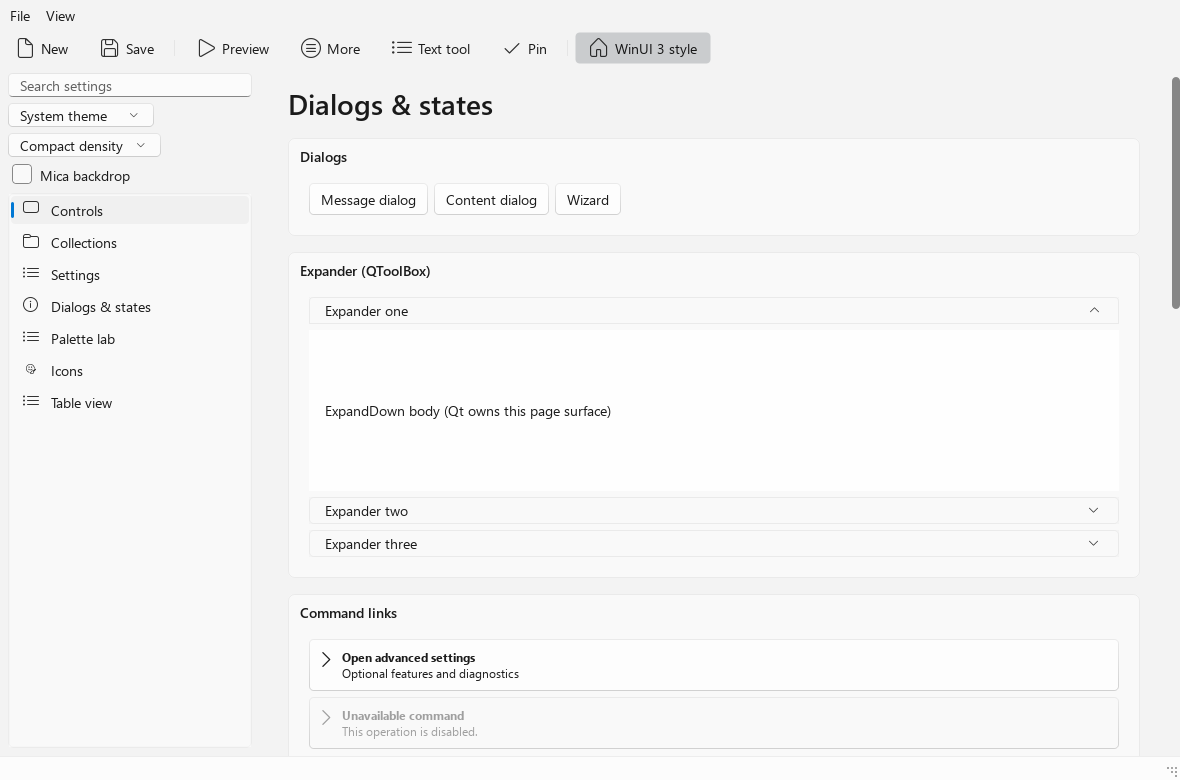 File View
New Save Preview More Text tool Pin WinUI 3 style
Search settings
System theme
Compact density
Mica backdrop
Controls
Collections
Settings
Dialogs & states
Palette lab
Icons
Table view
Dialogs & states
Dialogs
Message dialog Content dialog Wizard
Expander (QToolBox)
Expander one
ExpandDown body (Qt owns this page surface)
Expander two
Expander three
Command links
Open advanced settings
Optional features and diagnostics
Unavailable command
This operation is disabled.